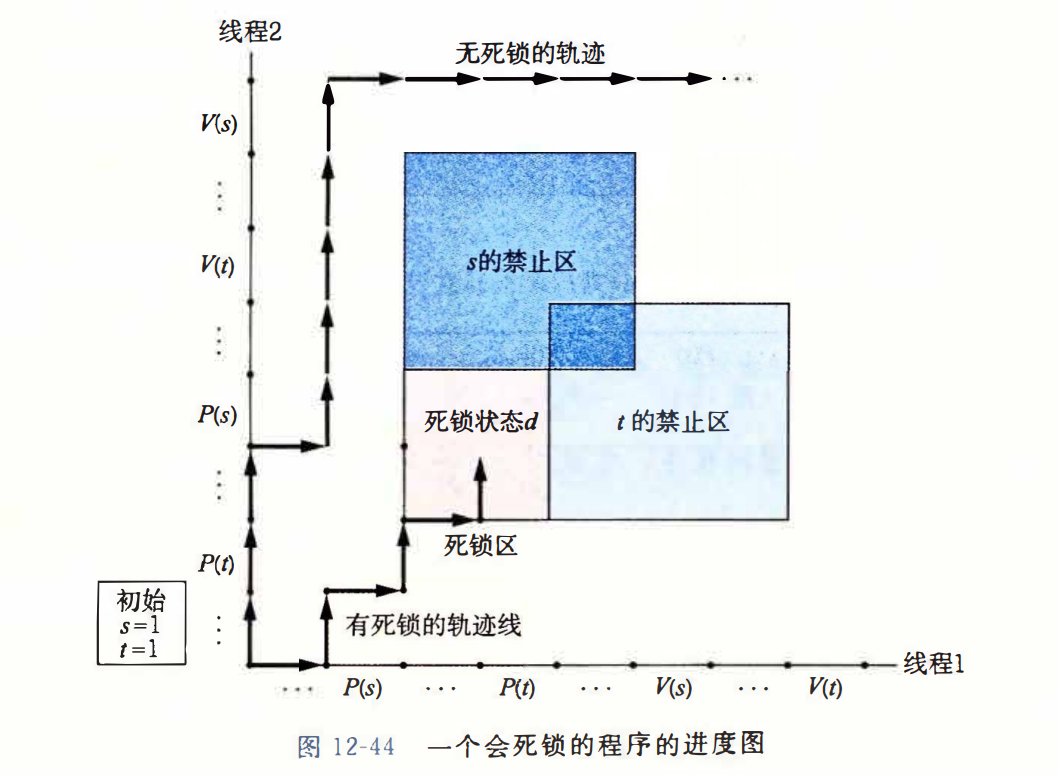 线程2
无死锁的轨迹
...
V(s)
⋮
s的禁止区
V(t)
⋮
P(s)
死锁状态d
t 的禁止区
⋮
死锁区
P(t)
初始
s=1
t=1
⋮
有死锁的轨迹线
线程1
... P(s) ... P(t) ... V(s) ... V(t)
图 12-44 一个会死锁的程序的进度图